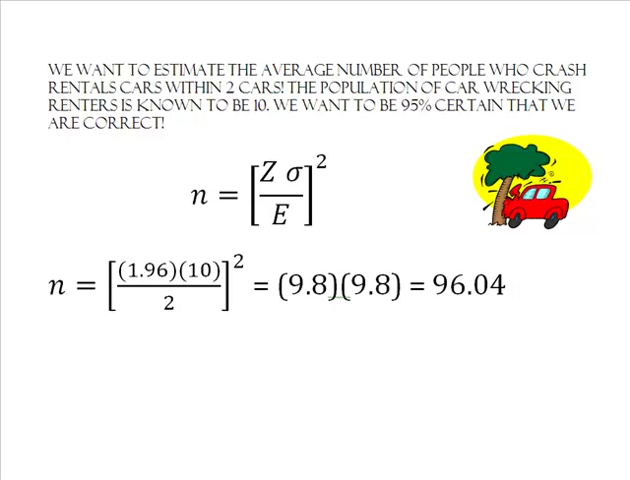 WE WANT TO ESTIMATE THE AVERAGE NUMBER OF PEOPLE WHO CRASH
RENTALS CARS WITHIN 2 CARS! THE POPULATION OF CAR WRECKING
RENTERS IS KNOWN TO BE 10. WE WANT TO BE 95% CERTAIN THAT WE
ARE CORRECT!
n = [Z σ / E]^2
n = [(1.96)(10) / 2]^2 = (9.8)(9.8) = 96.04